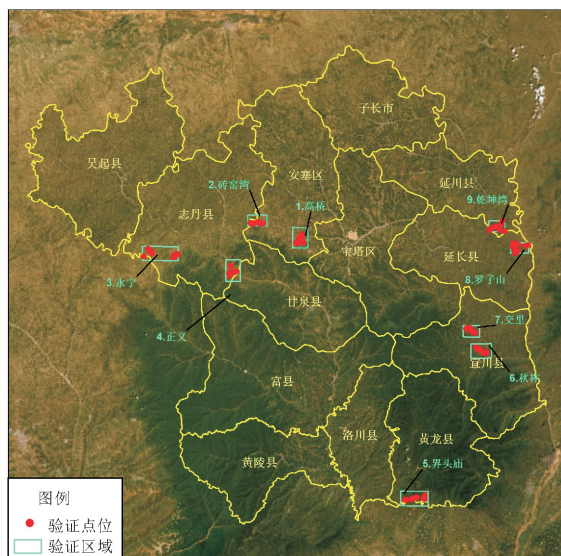 子长市
吴起县
安塞区
延川县
2.砖窑湾
志丹县
1.高桥
9.乾坤湾
宝塔区
延长县
3.永宁
8.罗子山
甘泉县
7.交里
4.正义
宜川县
6.秋林
富县
洛川县
黄龙县
黄陵县
5.界头庙
图例
验证点位
验证区域